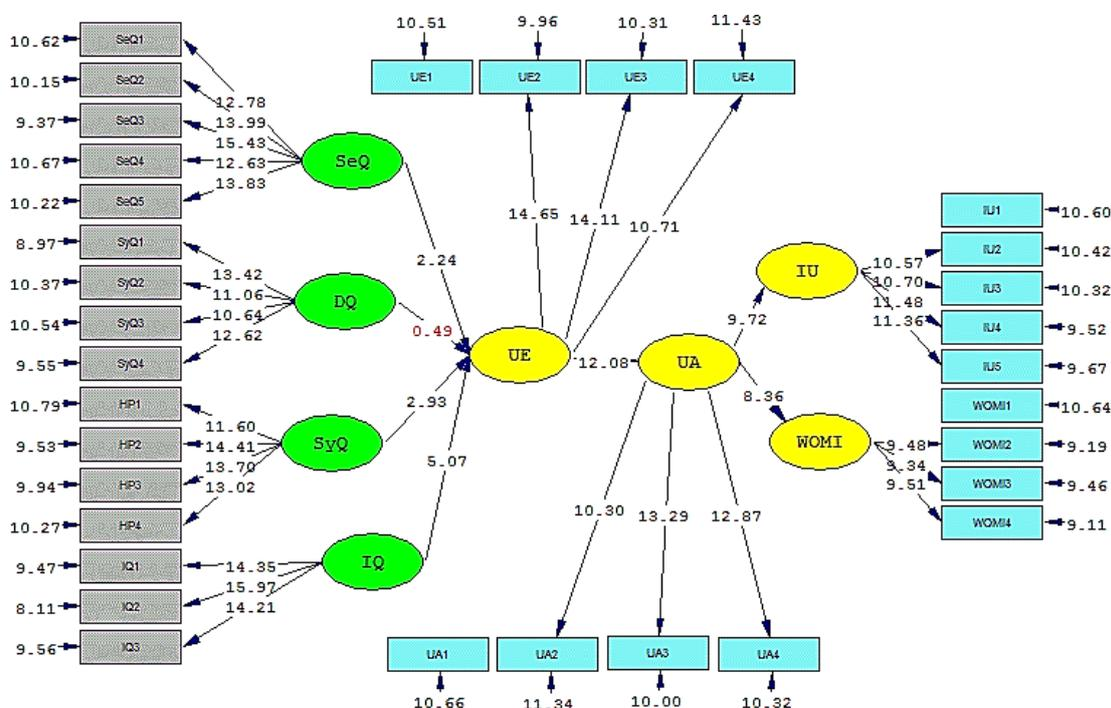 10.51 9.96 10.31 11.43
UE1 UE2 UE3 UE4
10.62 SeQ1
10.15 SeQ2
9.37 SeQ3
10.67 SeQ4
10.22 SeQ5
8.97 SyQ1
10.37 SyQ2
10.54 SyQ3
9.55 SyQ4
10.79 HP1
9.53 HP2
9.94 HP3
10.27 HP4
9.47 IQ1
8.11 IQ2
9.56 IQ3
12.78
13.99
15.43
12.63
13.83
SeQ
13.42
11.06
10.64
12.62
DQ
11.60
14.41
13.70
13.02
SyQ
14.35
15.97
14.21
IQ
2.24
0.49
2.93
5.07
14.65 14.11 10.71
UE
12.08
UA
9.72
8.36
IU
10.57
10.70
11.48
11.36
WOMI
9.48
9.34
9.51
IU1 10.60
IU2 10.42
IU3 10.32
IU4 9.52
IU5 9.67
WOMI1 10.64
WOMI2 9.19
WOMI3 9.46
WOMI4 9.11
10.30 13.29 12.87
UA1 UA2 UA3 UA4
10.66 11.34 10.00 10.32